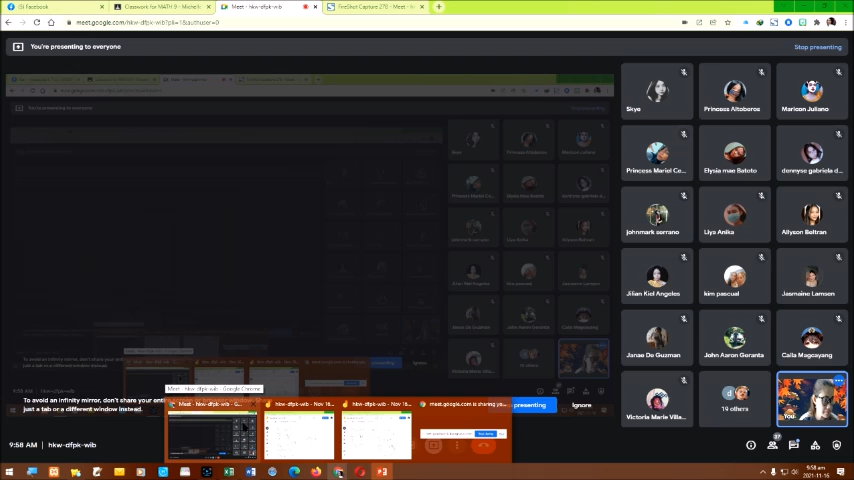 Facebook
Classwork for MATH 9 - Michelle
Meet - hkw-dfpk-wib
FireShot Capture 270 - Meet - H
meet.google.com/hkw-dfpk-wib?pli=1&authuser=0
You're presenting to everyone
Stop presenting
Skye
Princess Altoberos
Maricon Juliano
Princess Mariel Co...
Elysia mae Batoto
dennyse gabriela d...
johnmark serrano
Liya Anika
Allyson Beltran
Jilian Kiel Angeles
kim pascual
Jasmaine Lamsen
Janae De Guzman
John Aaron Geranta
Calla Magcayang
Victoria Marie Villa...
19 others
You
Meet - hkw-dfpk-wib - Google Chrome
To avoid an infinity mirror, don't share your
just a tab or a different window instead.
Meet - hkw-dfpk-wib - G...
hkw-dfpk-wib - Nov 16...
hkw-dfpk-wib - Nov 16...
meet.google.com is sharing yo...
presenting
Ignore
9:58 AM
hkw-dfpk-wib
37
9:58 am
2021-11-16